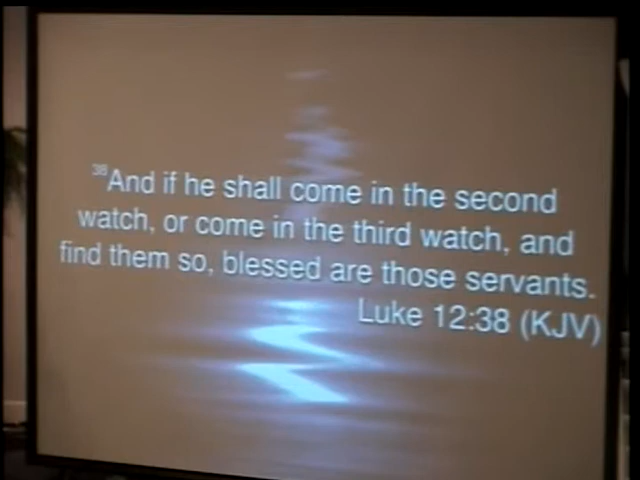 38And if he shall come in the second
watch, or come in the third watch, and
find them so, blessed are those servants.
Luke 12:38 (KJV)